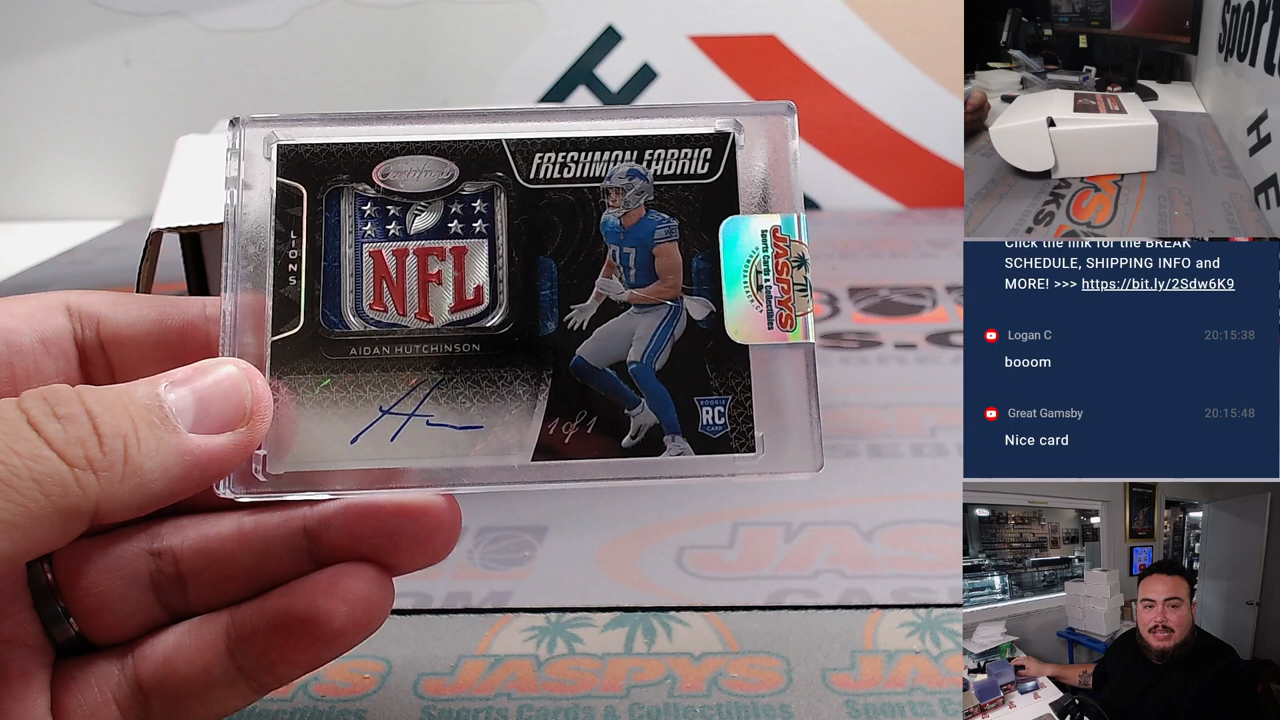 FRESHMAN FABRIC
Certified
LIONS
NFL
97
AIDAN HUTCHINSON
1 of 1
ROOKIE
RC
CARD
JASPYS
Sports Cards & Collectibles
JASPYS
Sports Cards & Collectibles
Click the link for the BREAK
SCHEDULE, SHIPPING INFO and
MORE! >>> https://bit.ly/2Sdw6K9
Logan C 20:15:38
booom
Great Gamsby 20:15:48
Nice card